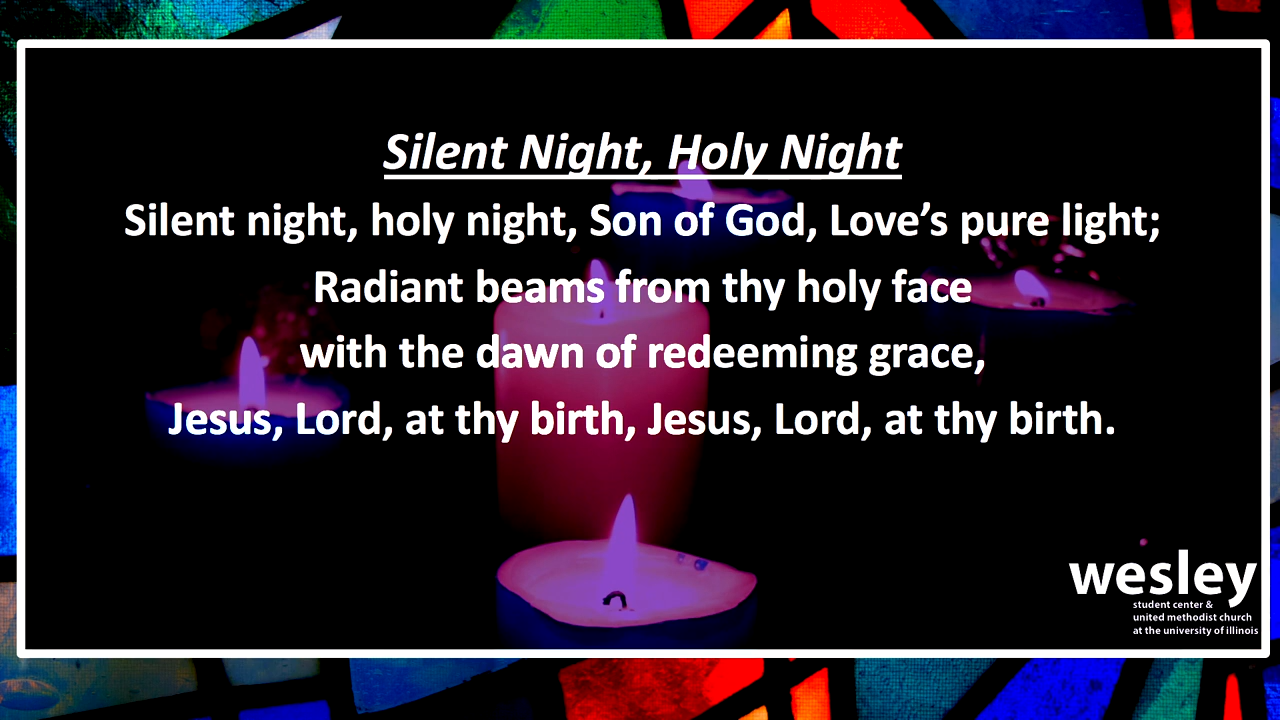 Silent Night, Holy Night
Silent night, holy night, Son of God, Love’s pure light;
Radiant beams from thy holy face
with the dawn of redeeming grace,
Jesus, Lord, at thy birth, Jesus, Lord, at thy birth.
wesley
student center &
united methodist church
at the university of illinois